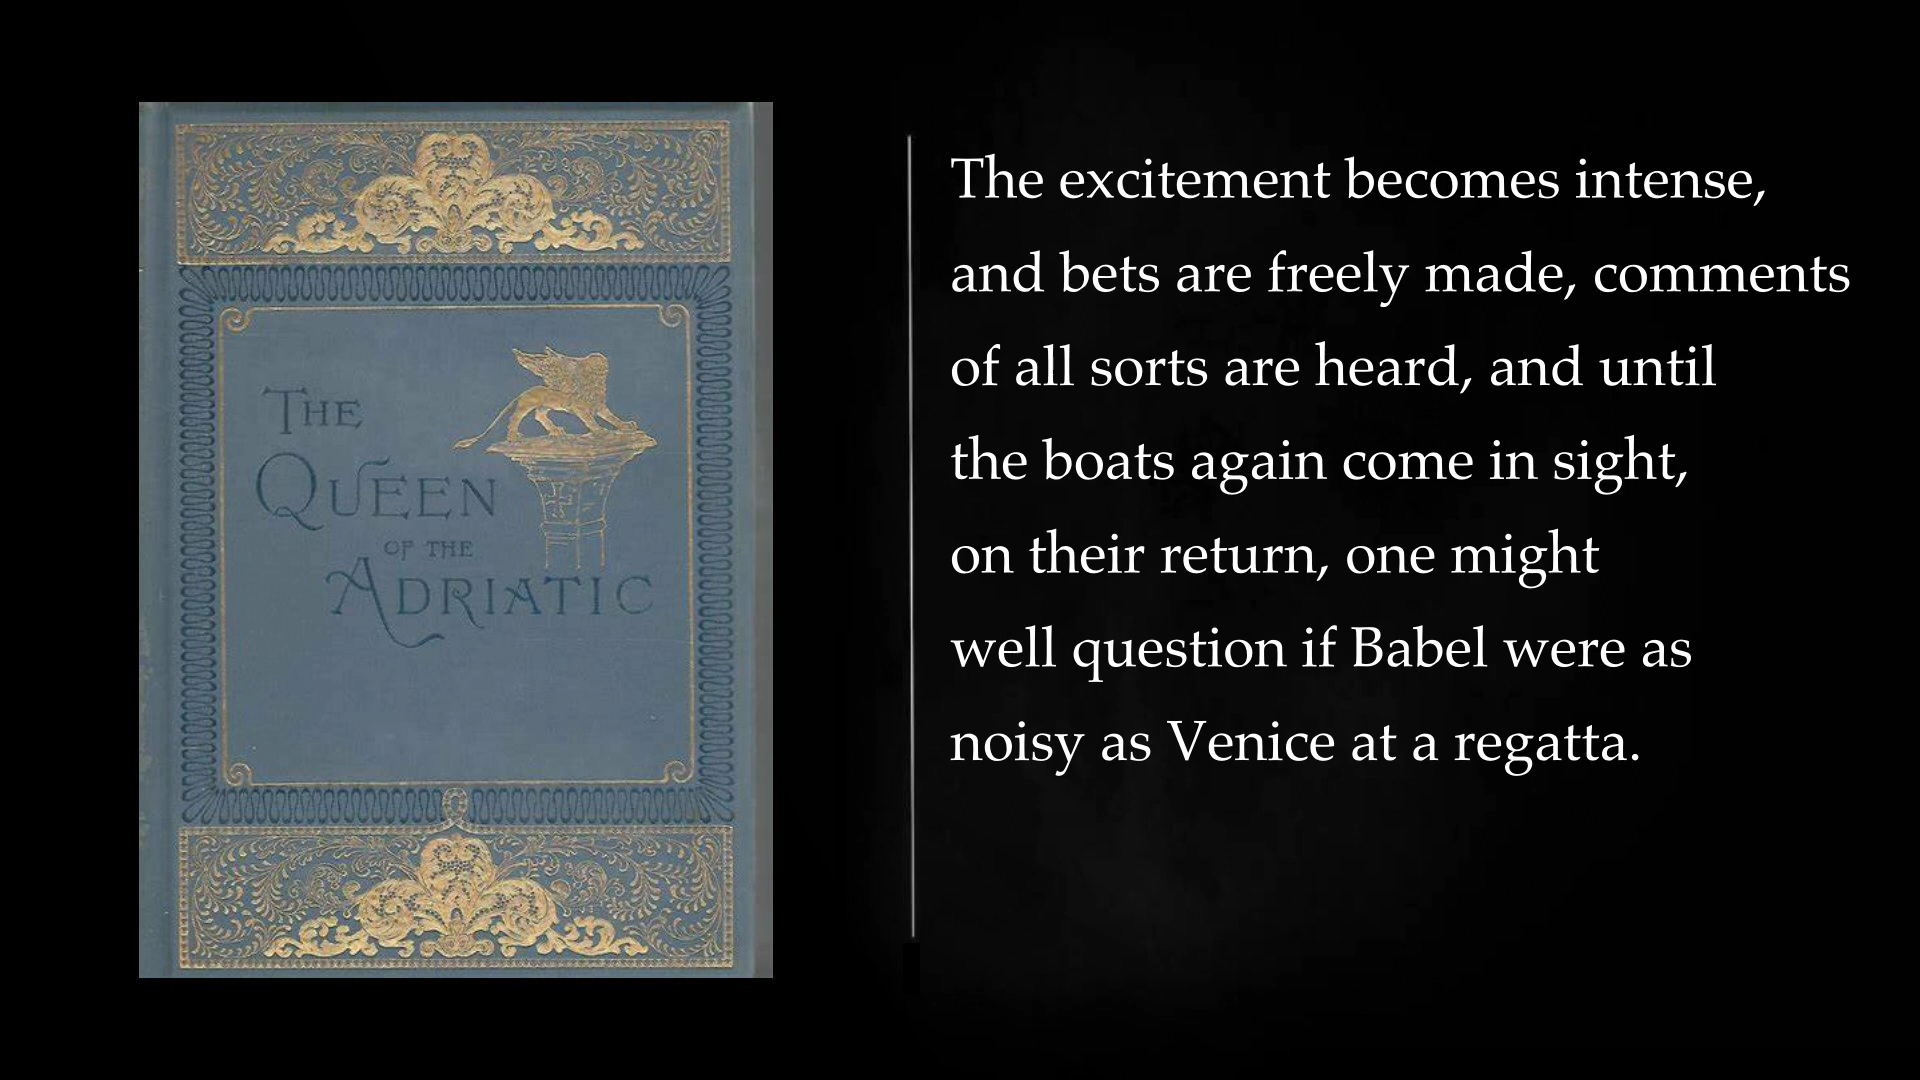 The
Queen
of the
Adriatic
The excitement becomes intense,
and bets are freely made, comments
of all sorts are heard, and until
the boats again come in sight,
on their return, one might
well question if Babel were as
noisy as Venice at a regatta.